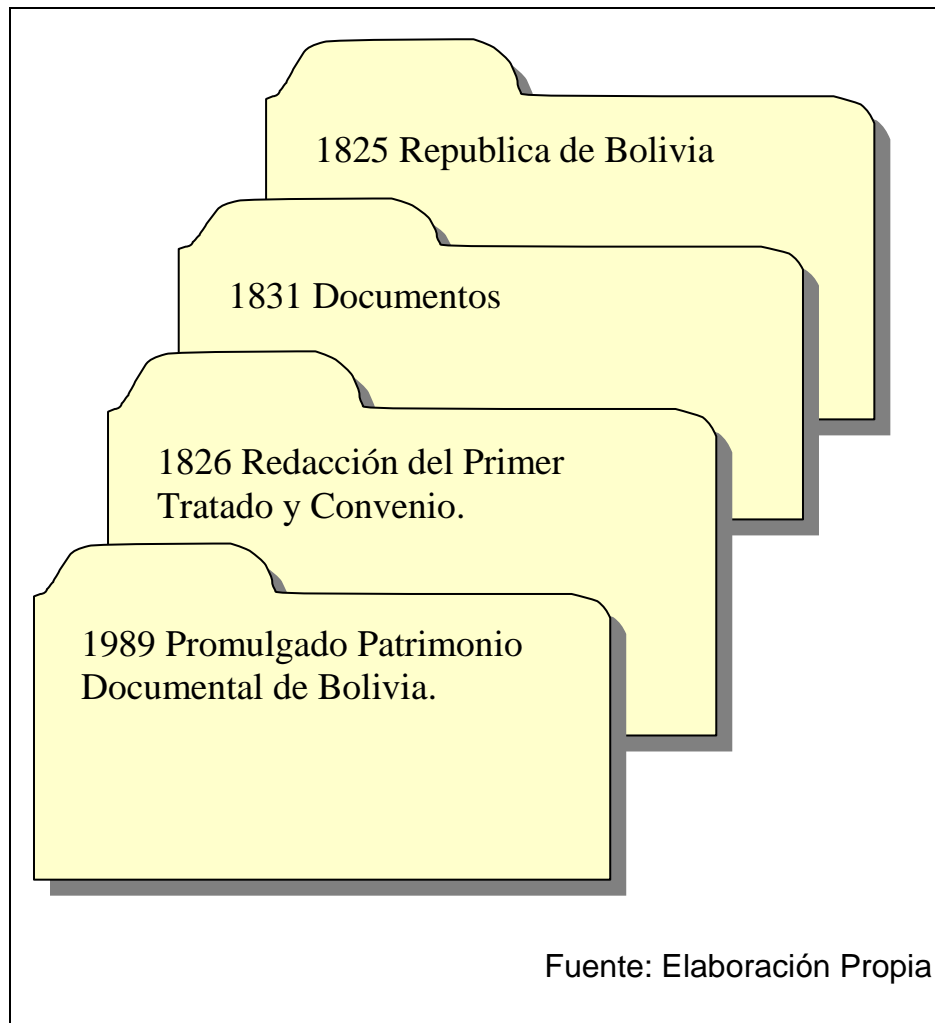 1825 Republica de Bolivia
1831 Documentos
1826 Redacción del Primer
Tratado y Convenio.
1989 Promulgado Patrimonio
Documental de Bolivia.
Fuente: Elaboración Propia